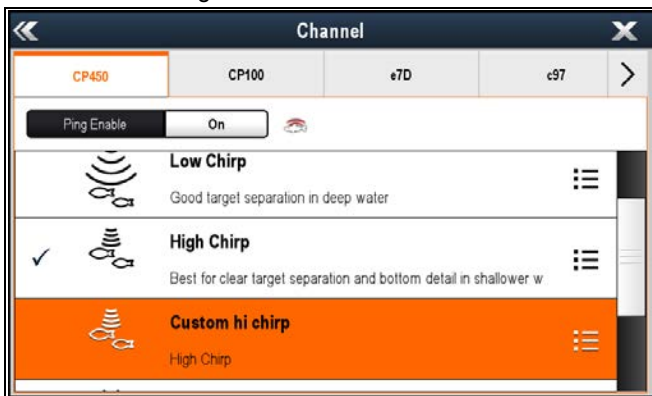 Channel
CP450
CP100
e7D
c97
Ping Enable
On
Low Chirp
Good target separation in deep water
High Chirp
Best for clear target separation and bottom detail in shallower w
Custom hi chirp
High Chirp